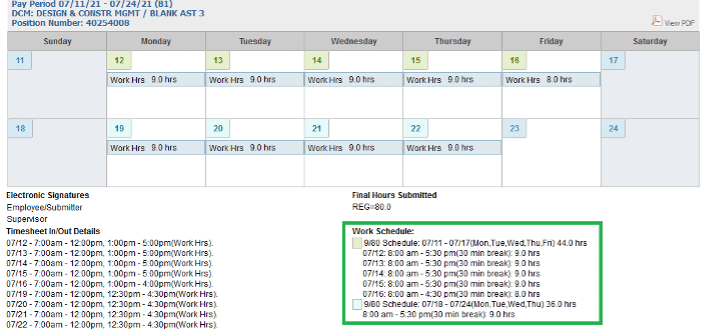 Pay Period 07/11/21 - 07/24/21 (B1)
DCM: DESIGN & CONSTR MGMT / BLANK AST 3
Position Number: 40254008
View PDF
Sunday Monday Tuesday Wednesday Thursday Friday Saturday
11 12 13 14 15 16 17
Work Hrs 9.0 hrs Work Hrs 9.0 hrs Work Hrs 9.0 hrs Work Hrs 9.0 hrs Work Hrs 8.0 hrs
18 19 20 21 22 23 24
Work Hrs 9.0 hrs Work Hrs 9.0 hrs Work Hrs 9.0 hrs Work Hrs 9.0 hrs
Electronic Signatures
Employee/Submitter
Supervisor
Timesheet In/Out Details
07/12 - 7:00am - 12:00pm, 1:00pm - 5:00pm(Work Hrs).
07/13 - 7:00am - 12:00pm, 1:00pm - 5:00pm(Work Hrs).
07/14 - 7:00am - 12:00pm, 1:00pm - 5:00pm(Work Hrs).
07/15 - 7:00am - 12:00pm, 1:00pm - 5:00pm(Work Hrs).
07/16 - 7:00am - 12:00pm, 1:00pm - 4:00pm(Work Hrs).
07/19 - 7:00am - 12:00pm, 12:30pm - 4:30pm(Work Hrs).
07/20 - 7:00am - 12:00pm, 12:30pm - 4:30pm(Work Hrs).
07/21 - 7:00am - 12:00pm, 12:30pm - 4:30pm(Work Hrs).
07/22 - 7:00am - 12:00pm, 12:30pm - 4:30pm(Work Hrs).
Final Hours Submitted
REG=80.0
Work Schedule:
9/80 Schedule: 07/11 - 07/17(Mon,Tue,Wed,Thu,Fri) 44.0 hrs
07/12: 8:00 am - 5:30 pm(30 min break): 9.0 hrs
07/13: 8:00 am - 5:30 pm(30 min break): 9.0 hrs
07/14: 8:00 am - 5:30 pm(30 min break): 9.0 hrs
07/15: 8:00 am - 5:30 pm(30 min break): 9.0 hrs
07/16: 8:00 am - 4:30 pm(30 min break): 8.0 hrs
9/80 Schedule: 07/18 - 07/24(Mon,Tue,Wed,Thu) 36.0 hrs
8:00 am - 5:30 pm(30 min break): 9.0 hrs